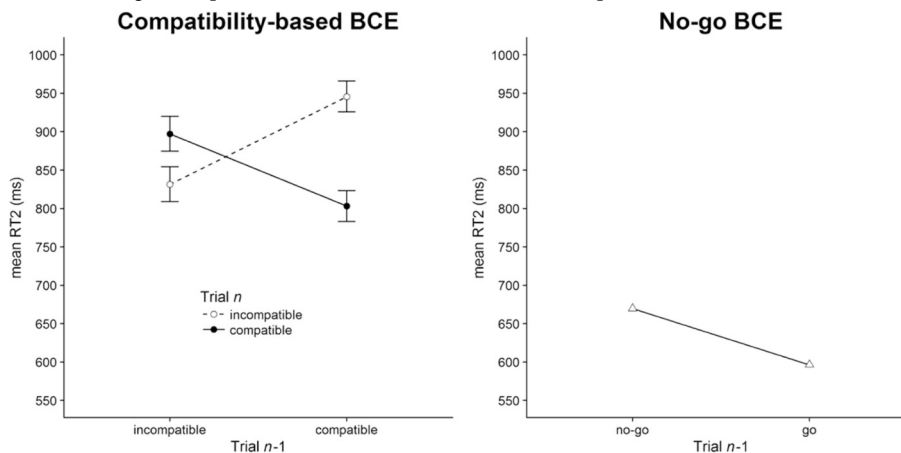 Compatibility-based BCE
No-go BCE
1000
950
900
850
800
750
700
650
600
550
mean RT2 (ms)
Trial n
incompatible
compatible
incompatible
compatible
Trial n-1
1000
950
900
850
800
750
700
650
600
550
mean RT2 (ms)
no-go
go
Trial n-1